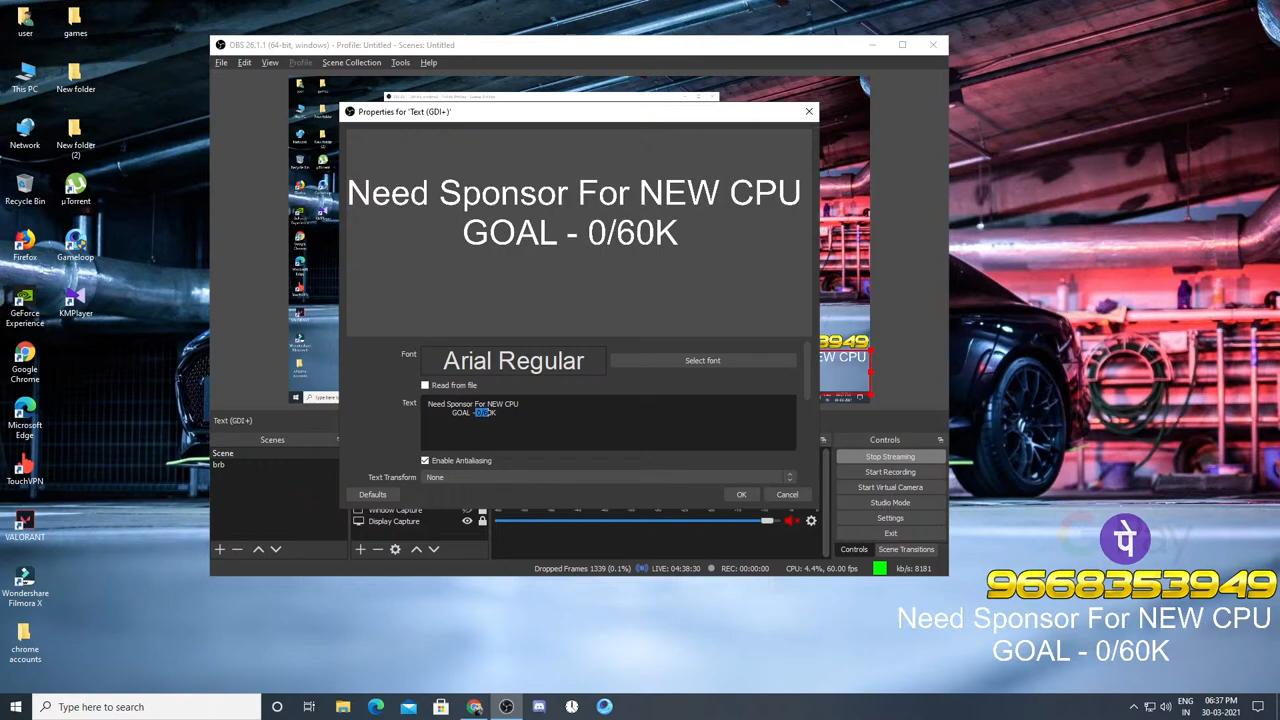 user
games
This PC
New folder
Network
New folder (2)
Recycle Bin
µTorrent
Firefox
Gameloop
GeForce Experience
KMPlayer
Google Chrome
Microsoft Edge
TouchVPN
VALORANT
Wondershare Filmora X
chrome accounts
OBS 26.1.1 (64-bit, windows) - Profile: Untitled - Scenes: Untitled
File Edit View Profile Scene Collection Tools Help
Properties for 'Text (GDI+)'
Need Sponsor For NEW CPU
GOAL - 0/60K
Font Arial Regular Select font
Read from file
Text
Need Sponsor For NEW CPU
GOAL - 0/60K
Enable Antialiasing
Text Transform None
Defaults OK Cancel
3949
EW CPU
Text (GDI+)
Scenes
Scene
brb
Window Capture
Display Capture
Controls
Stop Streaming
Start Recording
Start Virtual Camera
Studio Mode
Settings
Exit
Controls Scene Transitions
Dropped Frames 1339 (0.1%) LIVE: 04:38:30 REC: 00:00:00 CPU: 4.4%, 60.00 fps kb/s: 8181
पे
9668353949
Need Sponsor For NEW CPU
GOAL - 0/60K
Type here to search
ENG
IN
06:37 PM
30-03-2021